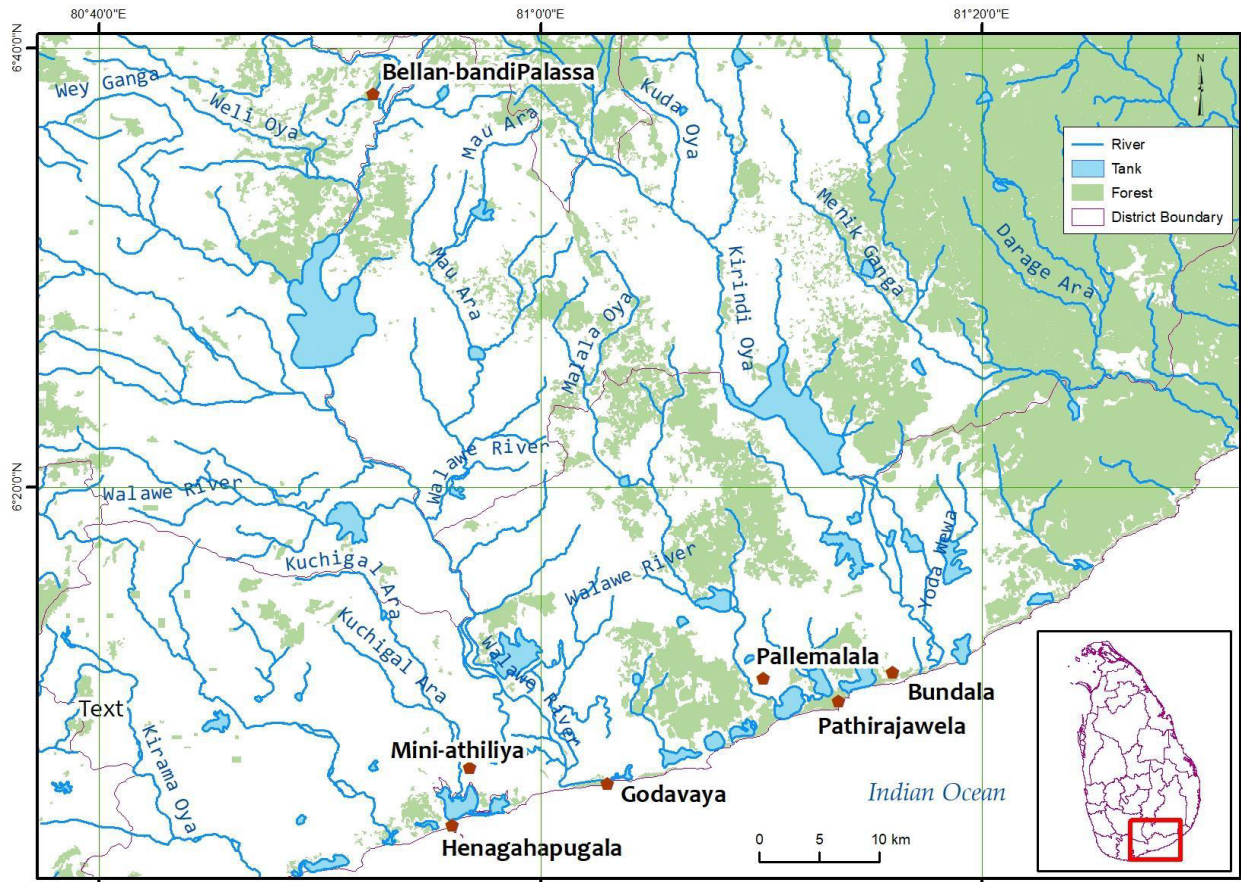 80°40'0"E
81°0'0"E
81°20'0"E
6°40'0"N
6°20'0"N
Bellan-bandiPalassa
Wey Ganga
Weli Oya
Mau Ara
Kuda Oya
N
River
Tank
Forest
District Boundary
Menik Ganga
Darage Ara
Mau Ara
Kirindi Oya
Malala Oya
Walawe River
Walawe River
Kuchigal Ara
Walawe River
Yoda Wewa
Kuchigal Ara
Walawe River
Pallemalala
Bundala
Pathirajawela
Text
Kirama Oya
Mini-athiliya
Godavaya
Indian Ocean
Henagahapugala
0 5 10 km